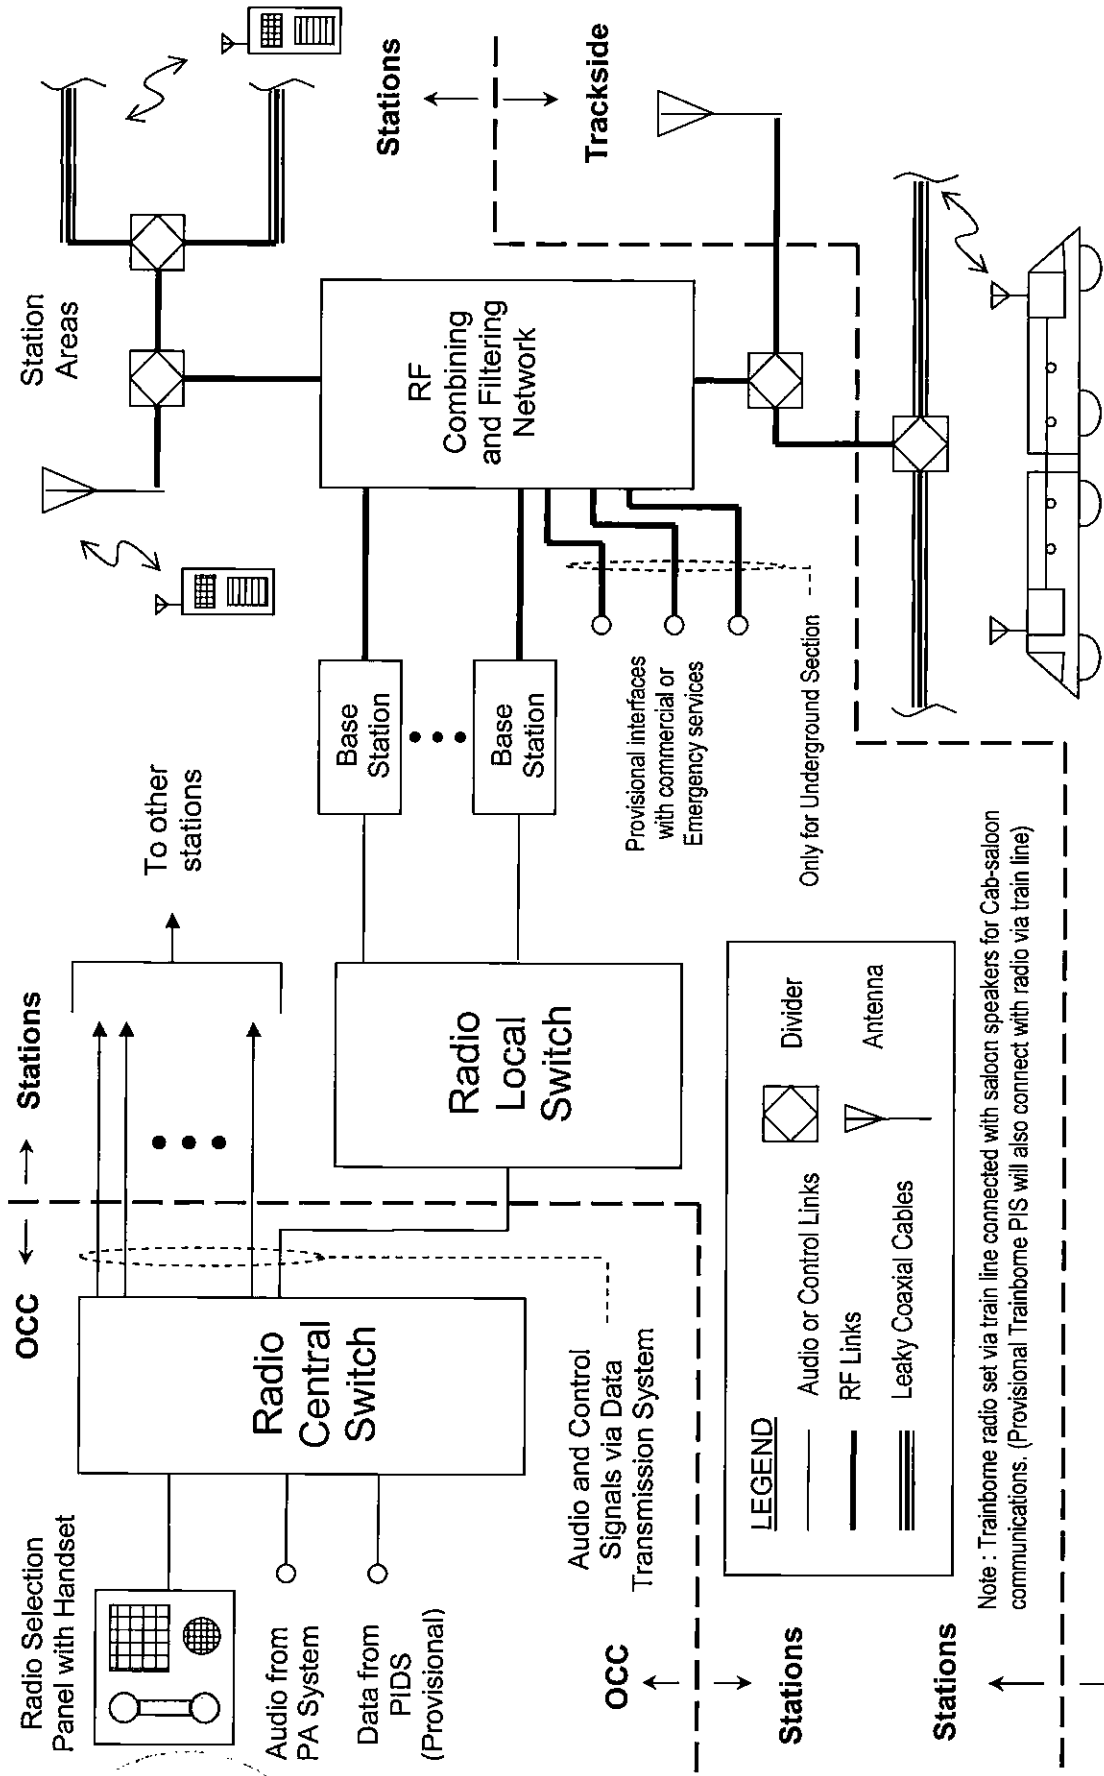 Radio Selection
Panel with Handset
Audio from
PA System
Data from
PIDS
(Provisional)
OCC
Stations
Radio
Central
Switch
To other
stations
Audio and Control
Signals via Data
Transmission System
Radio
Local
Switch
Base
Station
Base
Station
Station
Areas
RF
Combining
and Filtering
Network
Provisional interfaces
with commercial or
Emergency services
Only for Underground Section
Stations
Trackside
OCC
Stations
Stations
LEGEND
Audio or Control Links
RF Links
Leaky Coaxial Cables
Divider
Antenna
Note : Trainborne radio set via train line connected with saloon speakers for Cab-saloon
communications. (Provisional Trainborne PIS will also connect with radio via train line)